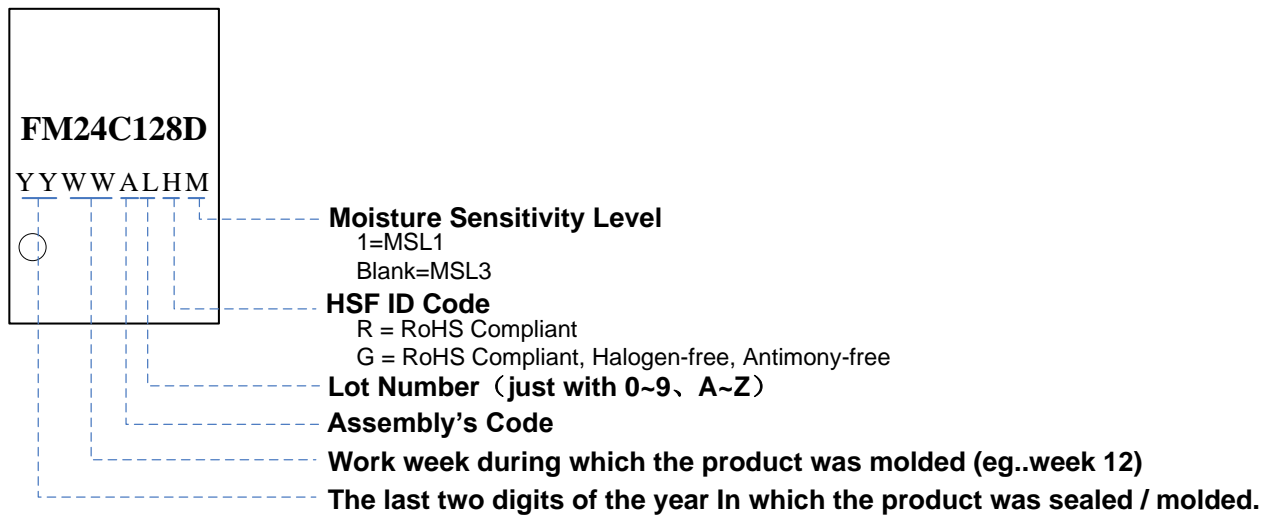 FM24C128D
YYWWALHM
Moisture Sensitivity Level
1=MSL1
Blank=MSL3
HSF ID Code
R = RoHS Compliant
G = RoHS Compliant, Halogen-free, Antimony-free
Lot Number（just with 0~9、A~Z）
Assembly’s Code
Work week during which the product was molded (eg..week 12)
The last two digits of the year In which the product was sealed / molded.